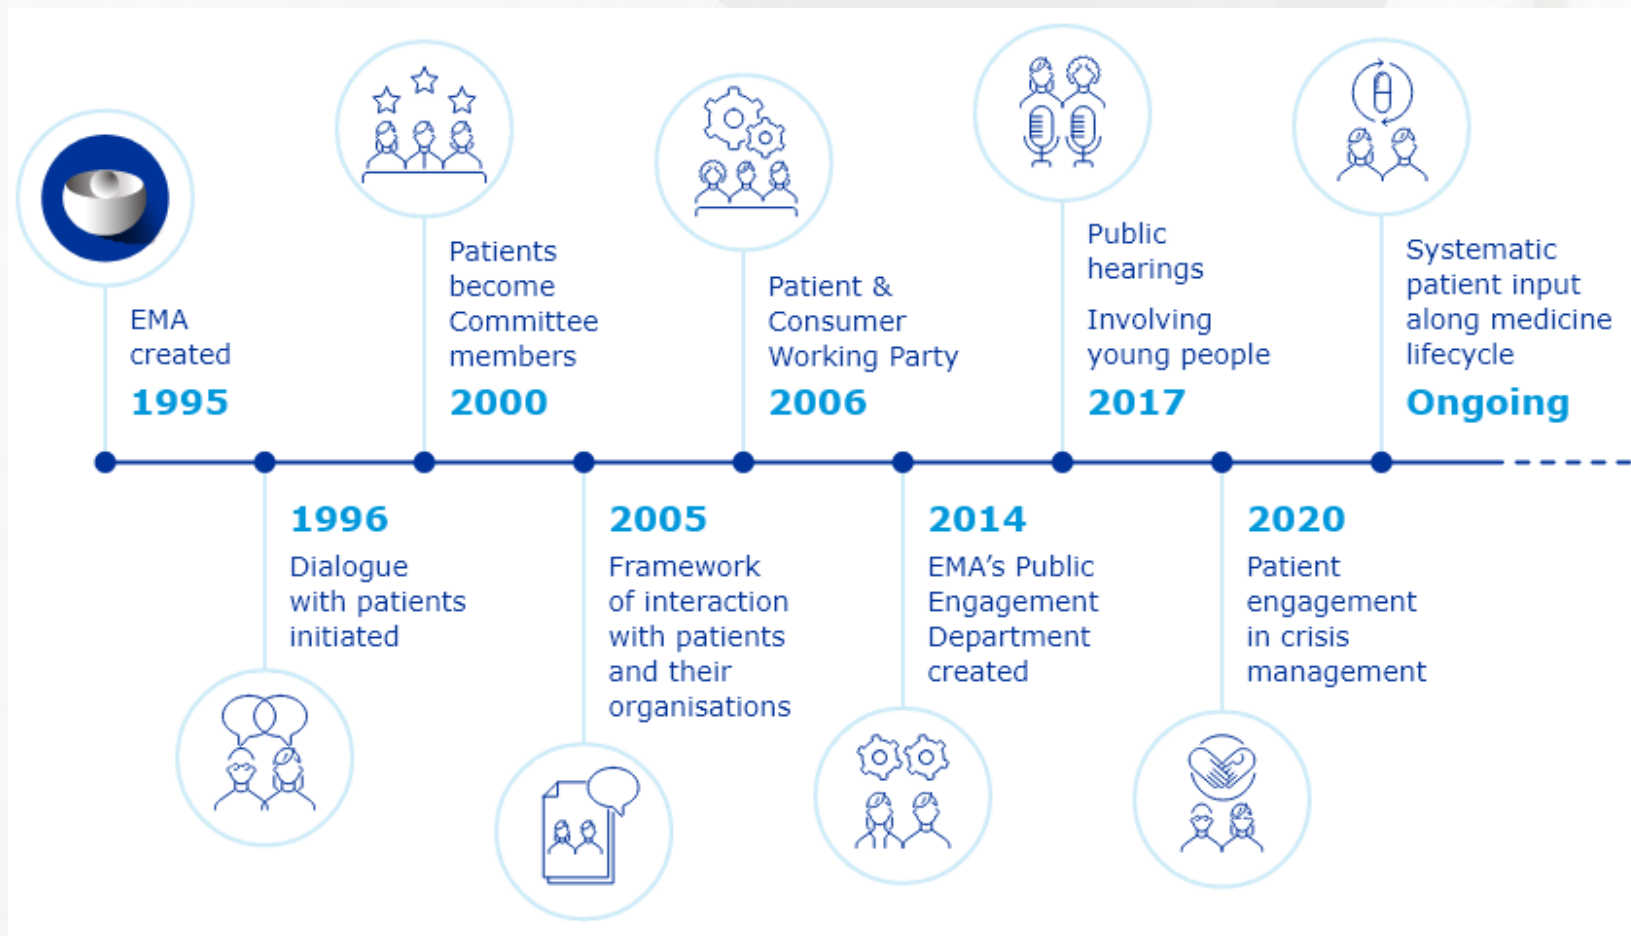 EMA
created
1995
1996
Dialogue
with patients
initiated
Patients
become
Committee
members
2000
2005
Framework
of interaction
with patients
and their
organisations
Patient &
Consumer
Working Party
2006
2014
EMA’s Public
Engagement
Department
created
Public
hearings
Involving
young people
2017
2020
Patient
engagement
in crisis
management
Systematic
patient input
along medicine
lifecycle
Ongoing